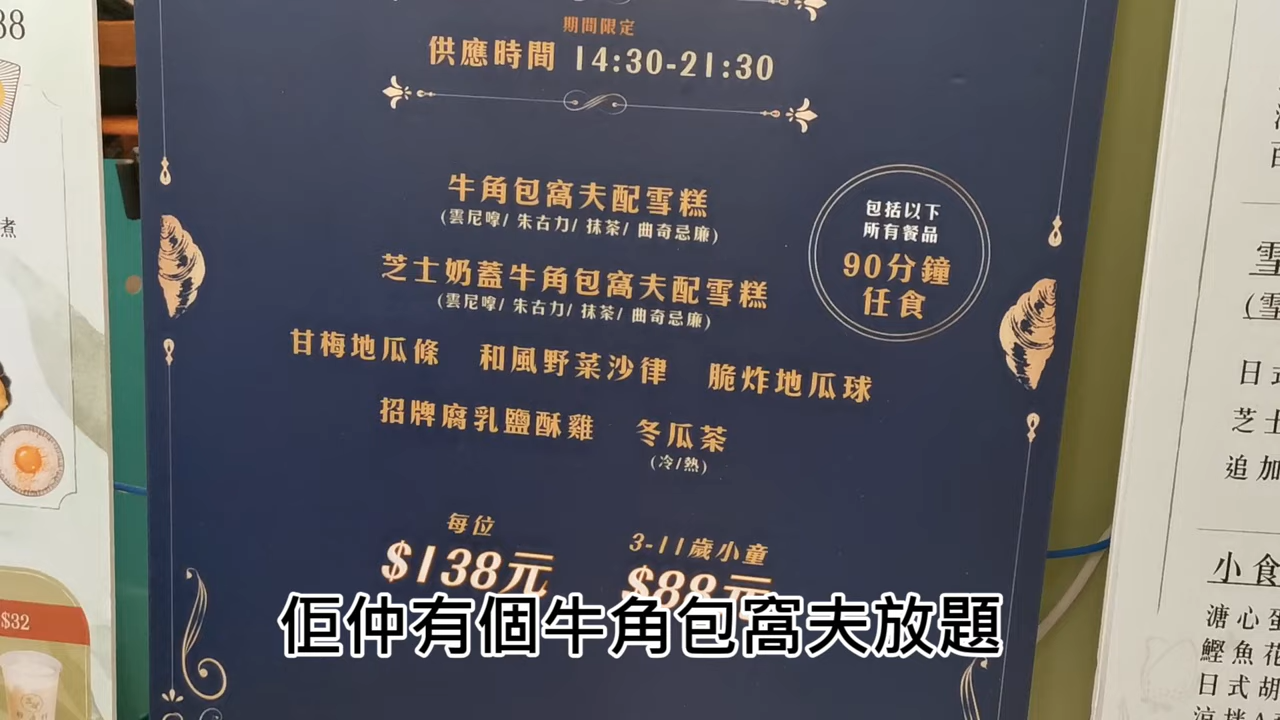 38
煮
$32
期間限定
供應時間 14:30-21:30
牛角包窩夫配雪糕
(雲尼嗱/ 朱古力/ 抹茶/ 曲奇忌廉)
芝士奶蓋牛角包窩夫配雪糕
(雲尼嗱/ 朱古力/ 抹茶/ 曲奇忌廉)
包括以下
所有餐品
90分鐘
任食
甘梅地瓜條 和風野菜沙律 脆炸地瓜球
招牌腐乳鹽酥雞 冬瓜茶
(冷/熱)
每位 3-11歲小童
$138元 $88元
佢仲有個牛角包窩夫放題
雪
(雪
日式
芝士
追加
小食
溏心蛋
鰹魚花
日式胡